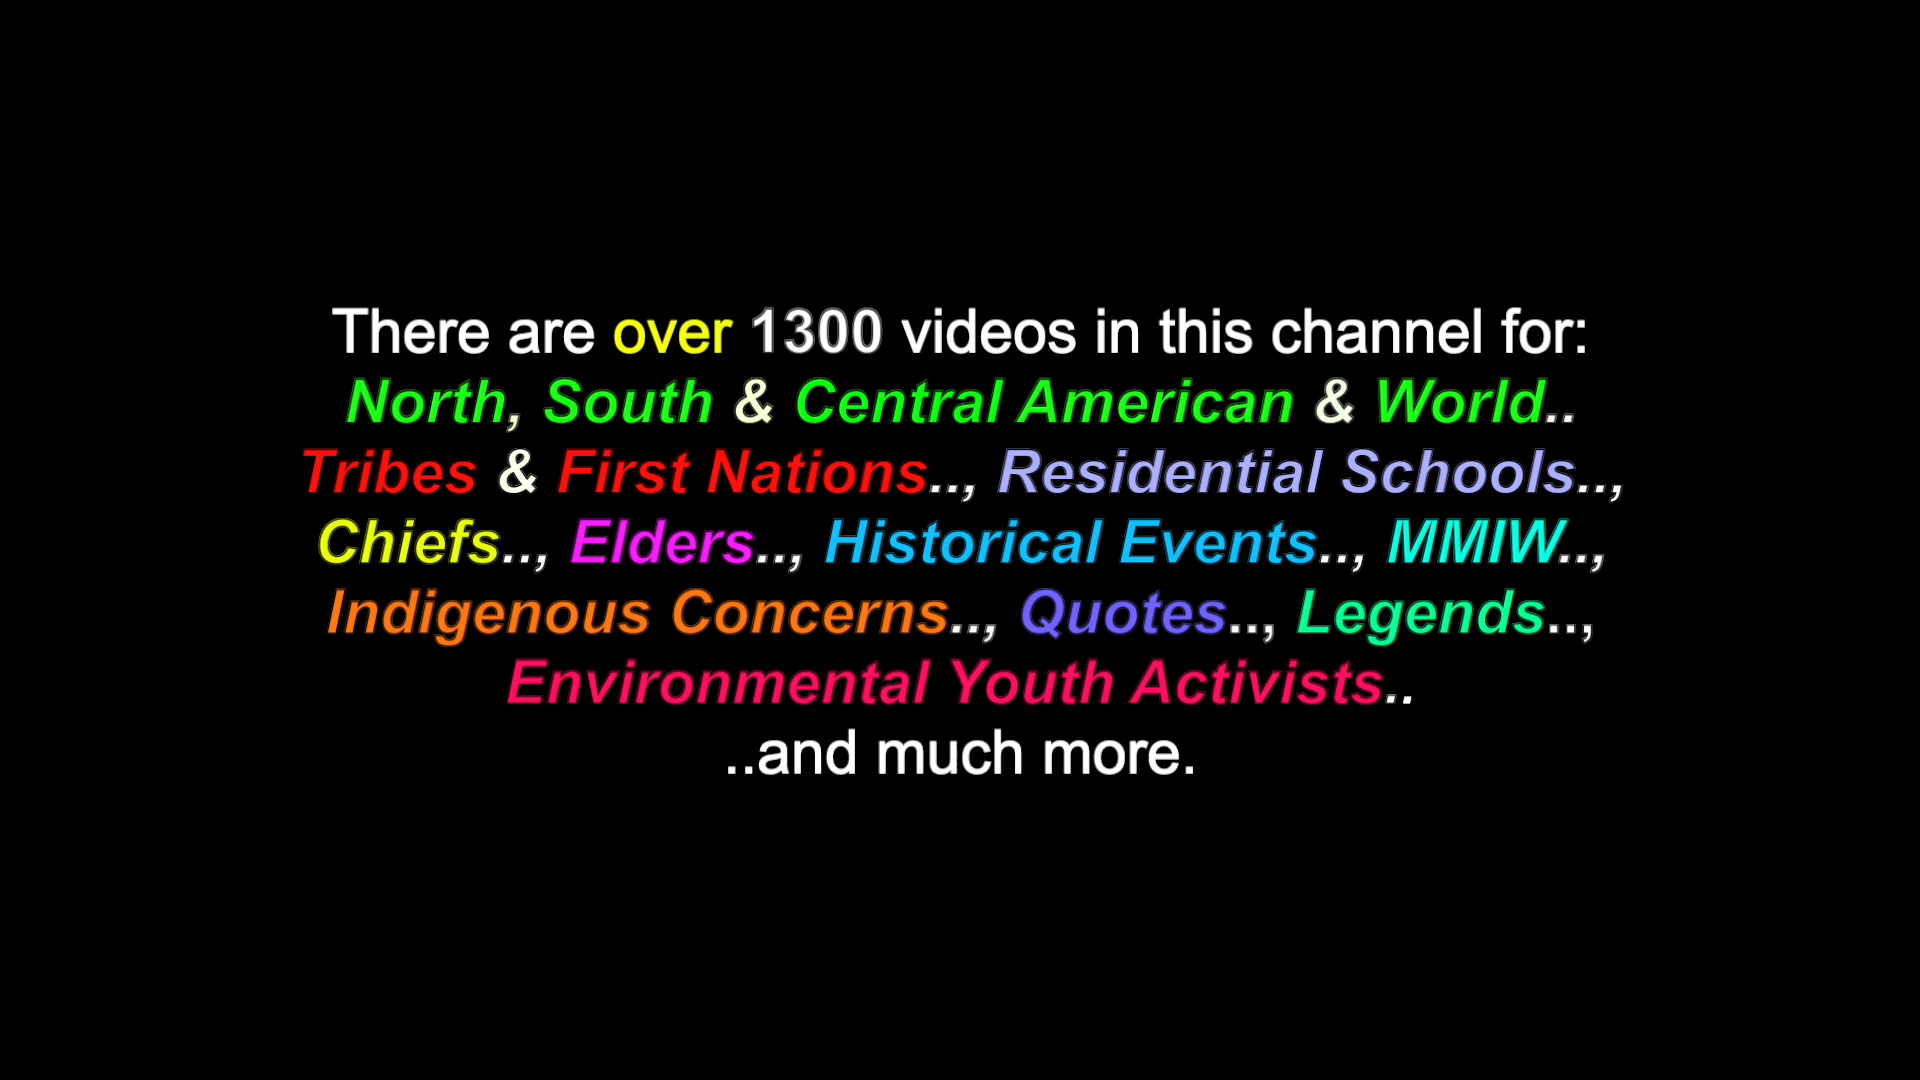 There are over 1300 videos in this channel for:
North, South & Central American & World..
Tribes & First Nations.., Residential Schools..,
Chiefs.., Elders.., Historical Events.., MMIW..,
Indigenous Concerns.., Quotes.., Legends..,
Environmental Youth Activists..
..and much more.